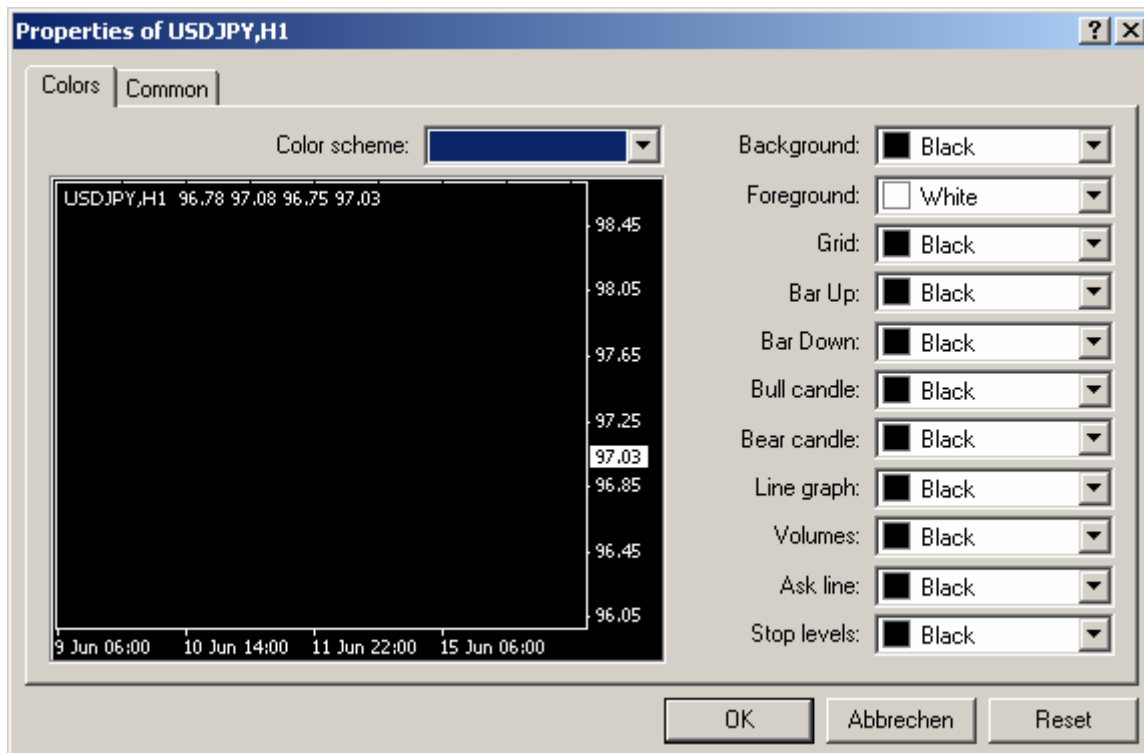 Properties of USDJPY,H1
Colors Common
Color scheme:
USDJPY,H1 96.78 97.08 96.75 97.03
98.45
98.05
97.65
97.25
97.03
96.85
96.45
96.05
9 Jun 06:00 10 Jun 14:00 11 Jun 22:00 15 Jun 06:00
Background: Black
Foreground: White
Grid: Black
Bar Up: Black
Bar Down: Black
Bull candle: Black
Bear candle: Black
Line graph: Black
Volumes: Black
Ask line: Black
Stop levels: Black
OK Abbrechen Reset